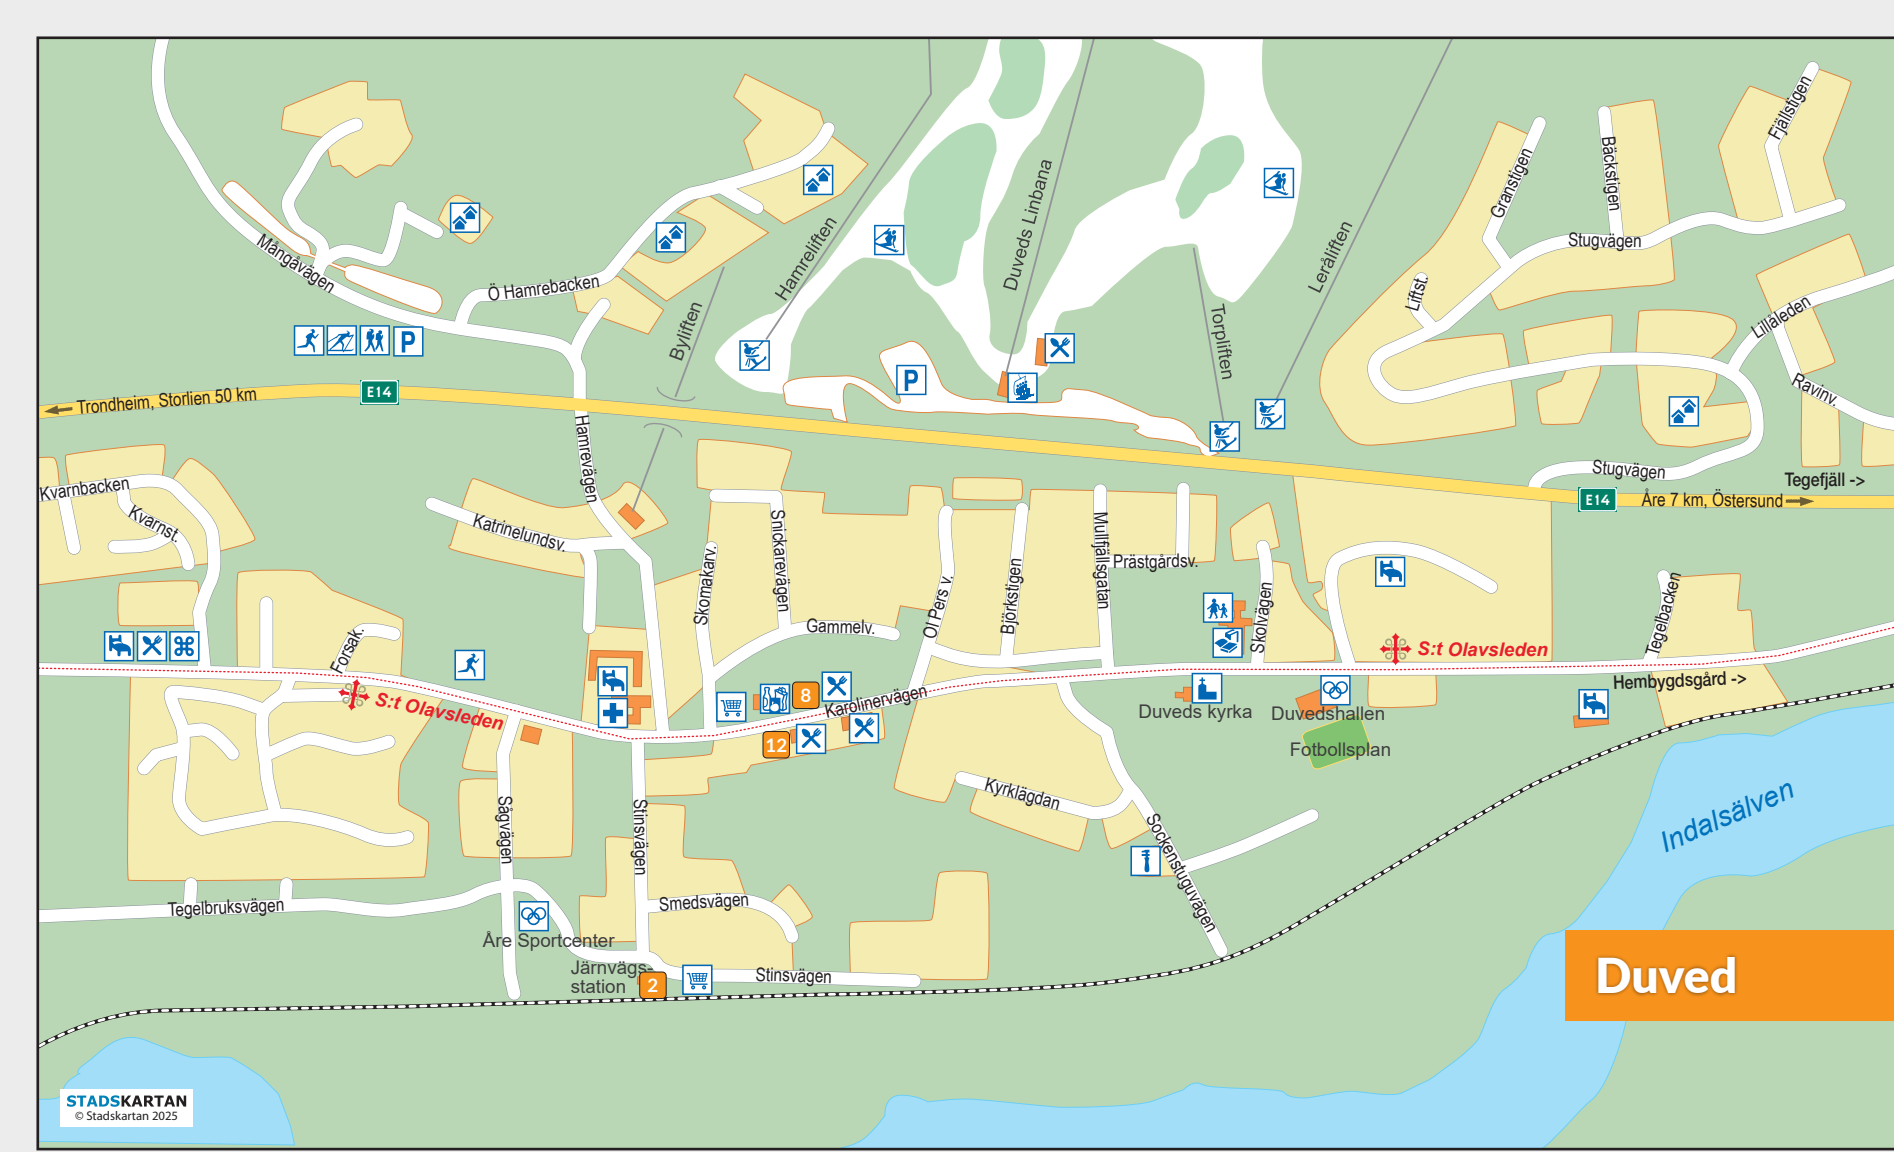 Fjällstigen
Bäckstigen
Granstigen
Duveds Linbana
Hamreliften
Leråliften
Mångåvägen
Stugvägen
Liftst.
Ö Hamrebacken
Byliften
Torpliften
Lillåleden
P
P
Ravinv.
Trondheim, Storlien 50 km
E14
Hamrevägen
Stugvägen
Tegefjäll ->
E14
Åre 7 km, Östersund
Kvarnbacken
Kvarnst.
Katrinelundsv.
Snickarevägen
Skomakarv.
Mullfjällsgatan
Prästgårdsv.
Björkstigen
Ol Pers v.
Gammelv.
Skolvägen
Tegelbacken
Forsak.
S:t Olavsleden
S:t Olavsleden
Hembygdsgård ->
8
Karolinervägen
12
Duveds kyrka
Duvedshallen
Fotbollsplan
Kyrklägdan
Sockenstuguvägen
Sågvägen
Stinsvägen
Indalsälven
Tegelbruksvägen
Smedsvägen
Åre Sportcenter
Järnvägs-
station
2
Stinsvägen
Duved
STADSKARTAN
© Stadskartan 2025